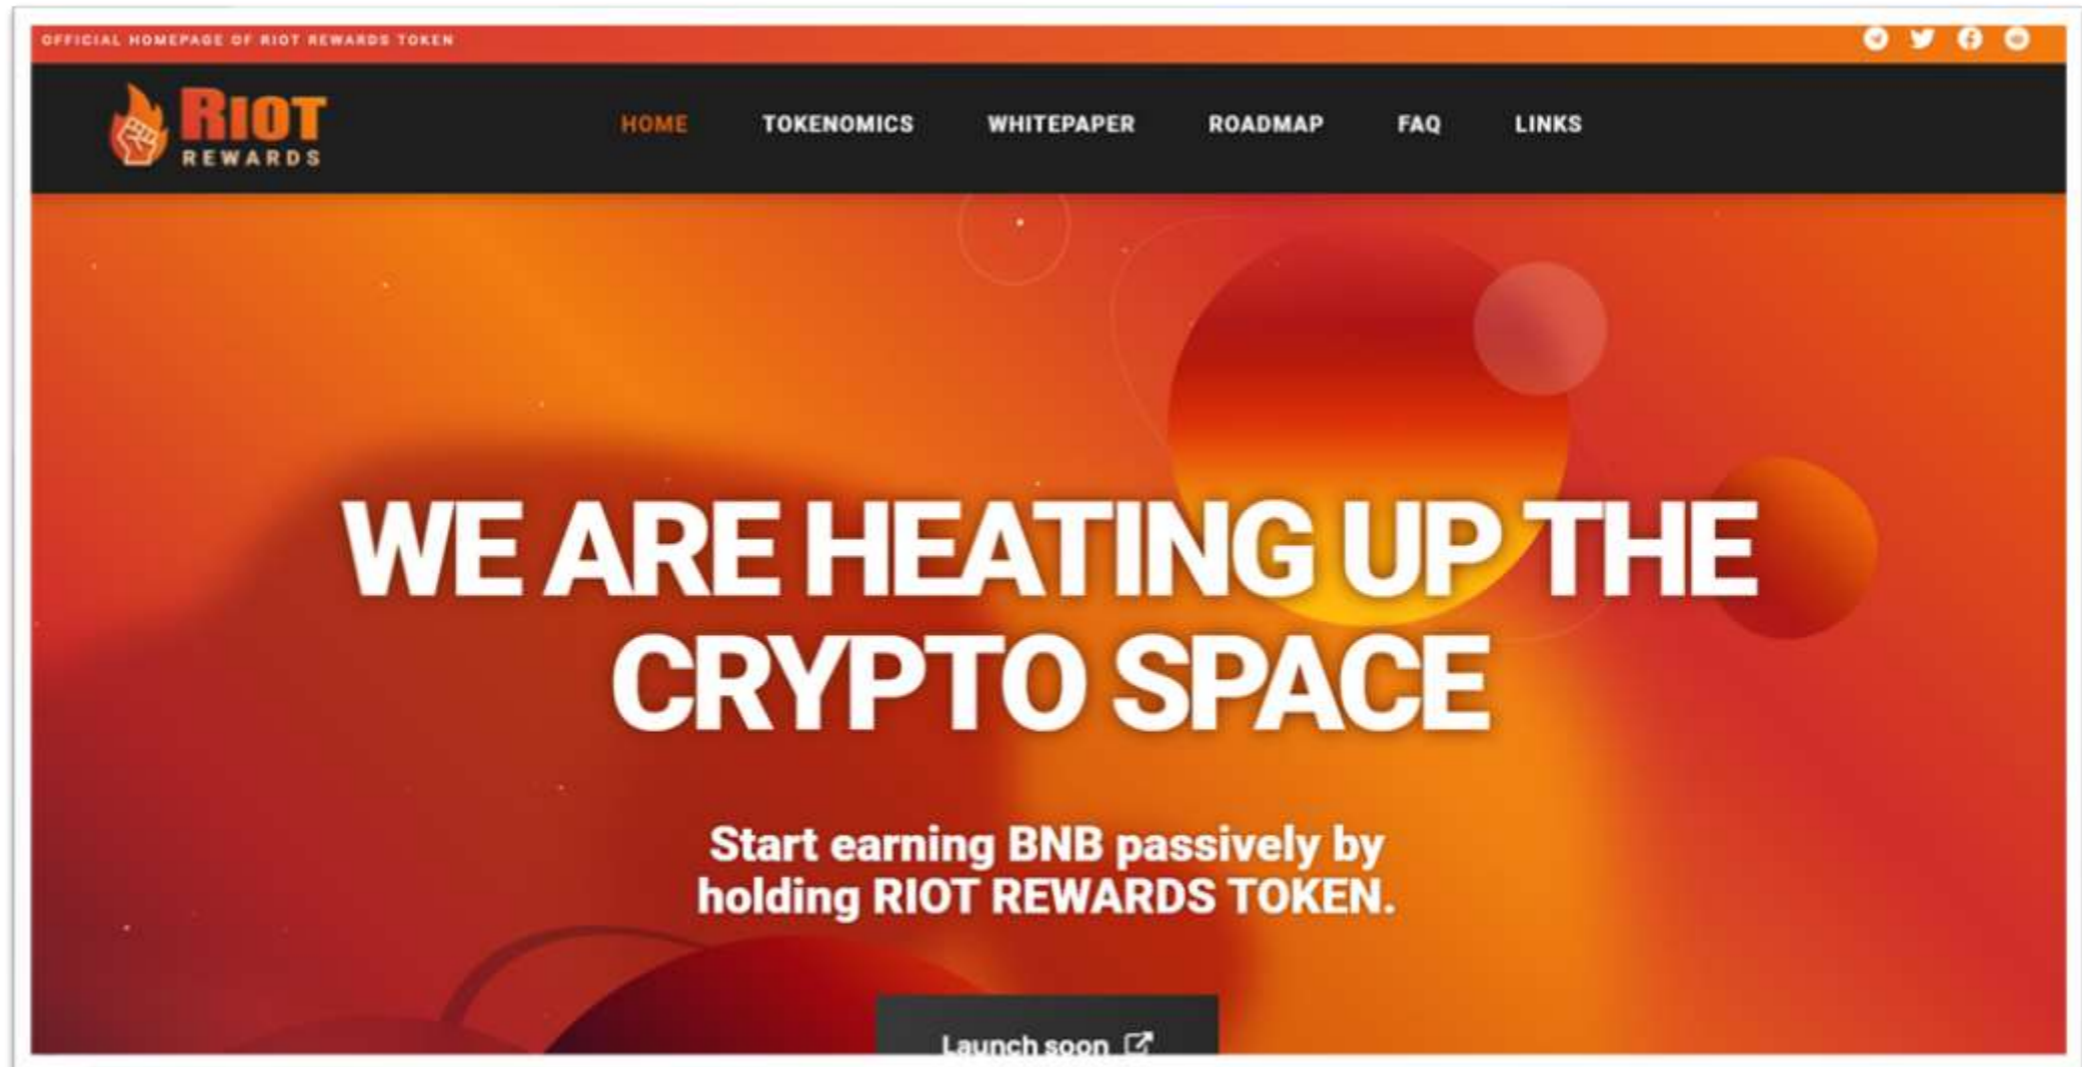 OFFICIAL HOMEPAGE OF RIOT REWARDS TOKEN
RIOT
REWARDS
HOME TOKENOMICS WHITEPAPER ROADMAP FAQ LINKS
WE ARE HEATING UP THE
CRYPTO SPACE
Start earning BNB passively by
holding RIOT REWARDS TOKEN.
Launch soon